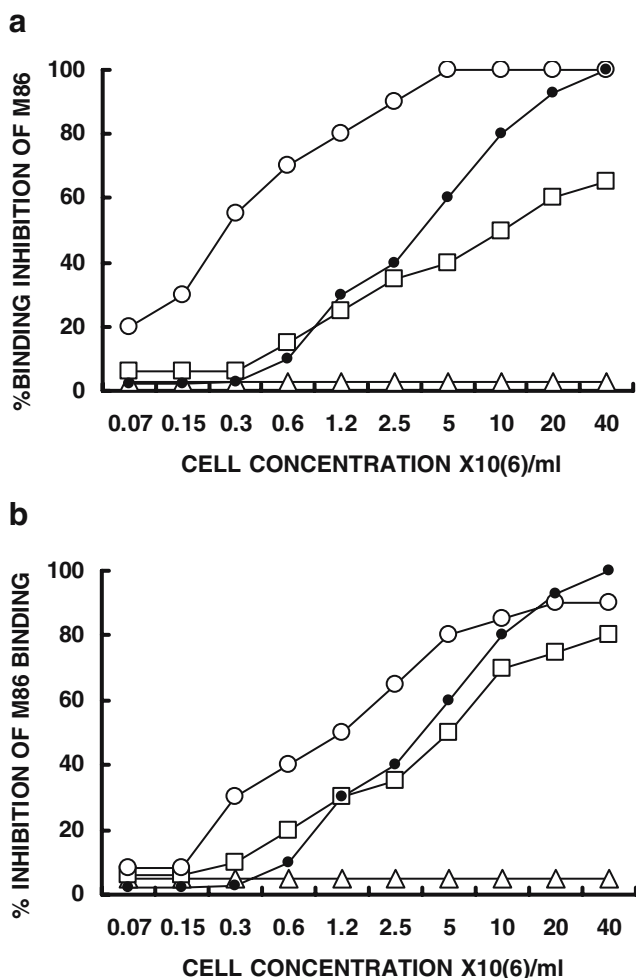 a
%BINDING INHIBITION OF M86
100
80
60
40
20
0
0.07 0.15 0.3 0.6 1.2 2.5 5 10 20 40
CELL CONCENTRATION X10(6)/ml
b
% INHIBITION OF M86 BINDING
100
80
60
40
20
0
0.07 0.15 0.3 0.6 1.2 2.5 5 10 20 40
CELL CONCENTRATION X10(6)/ml